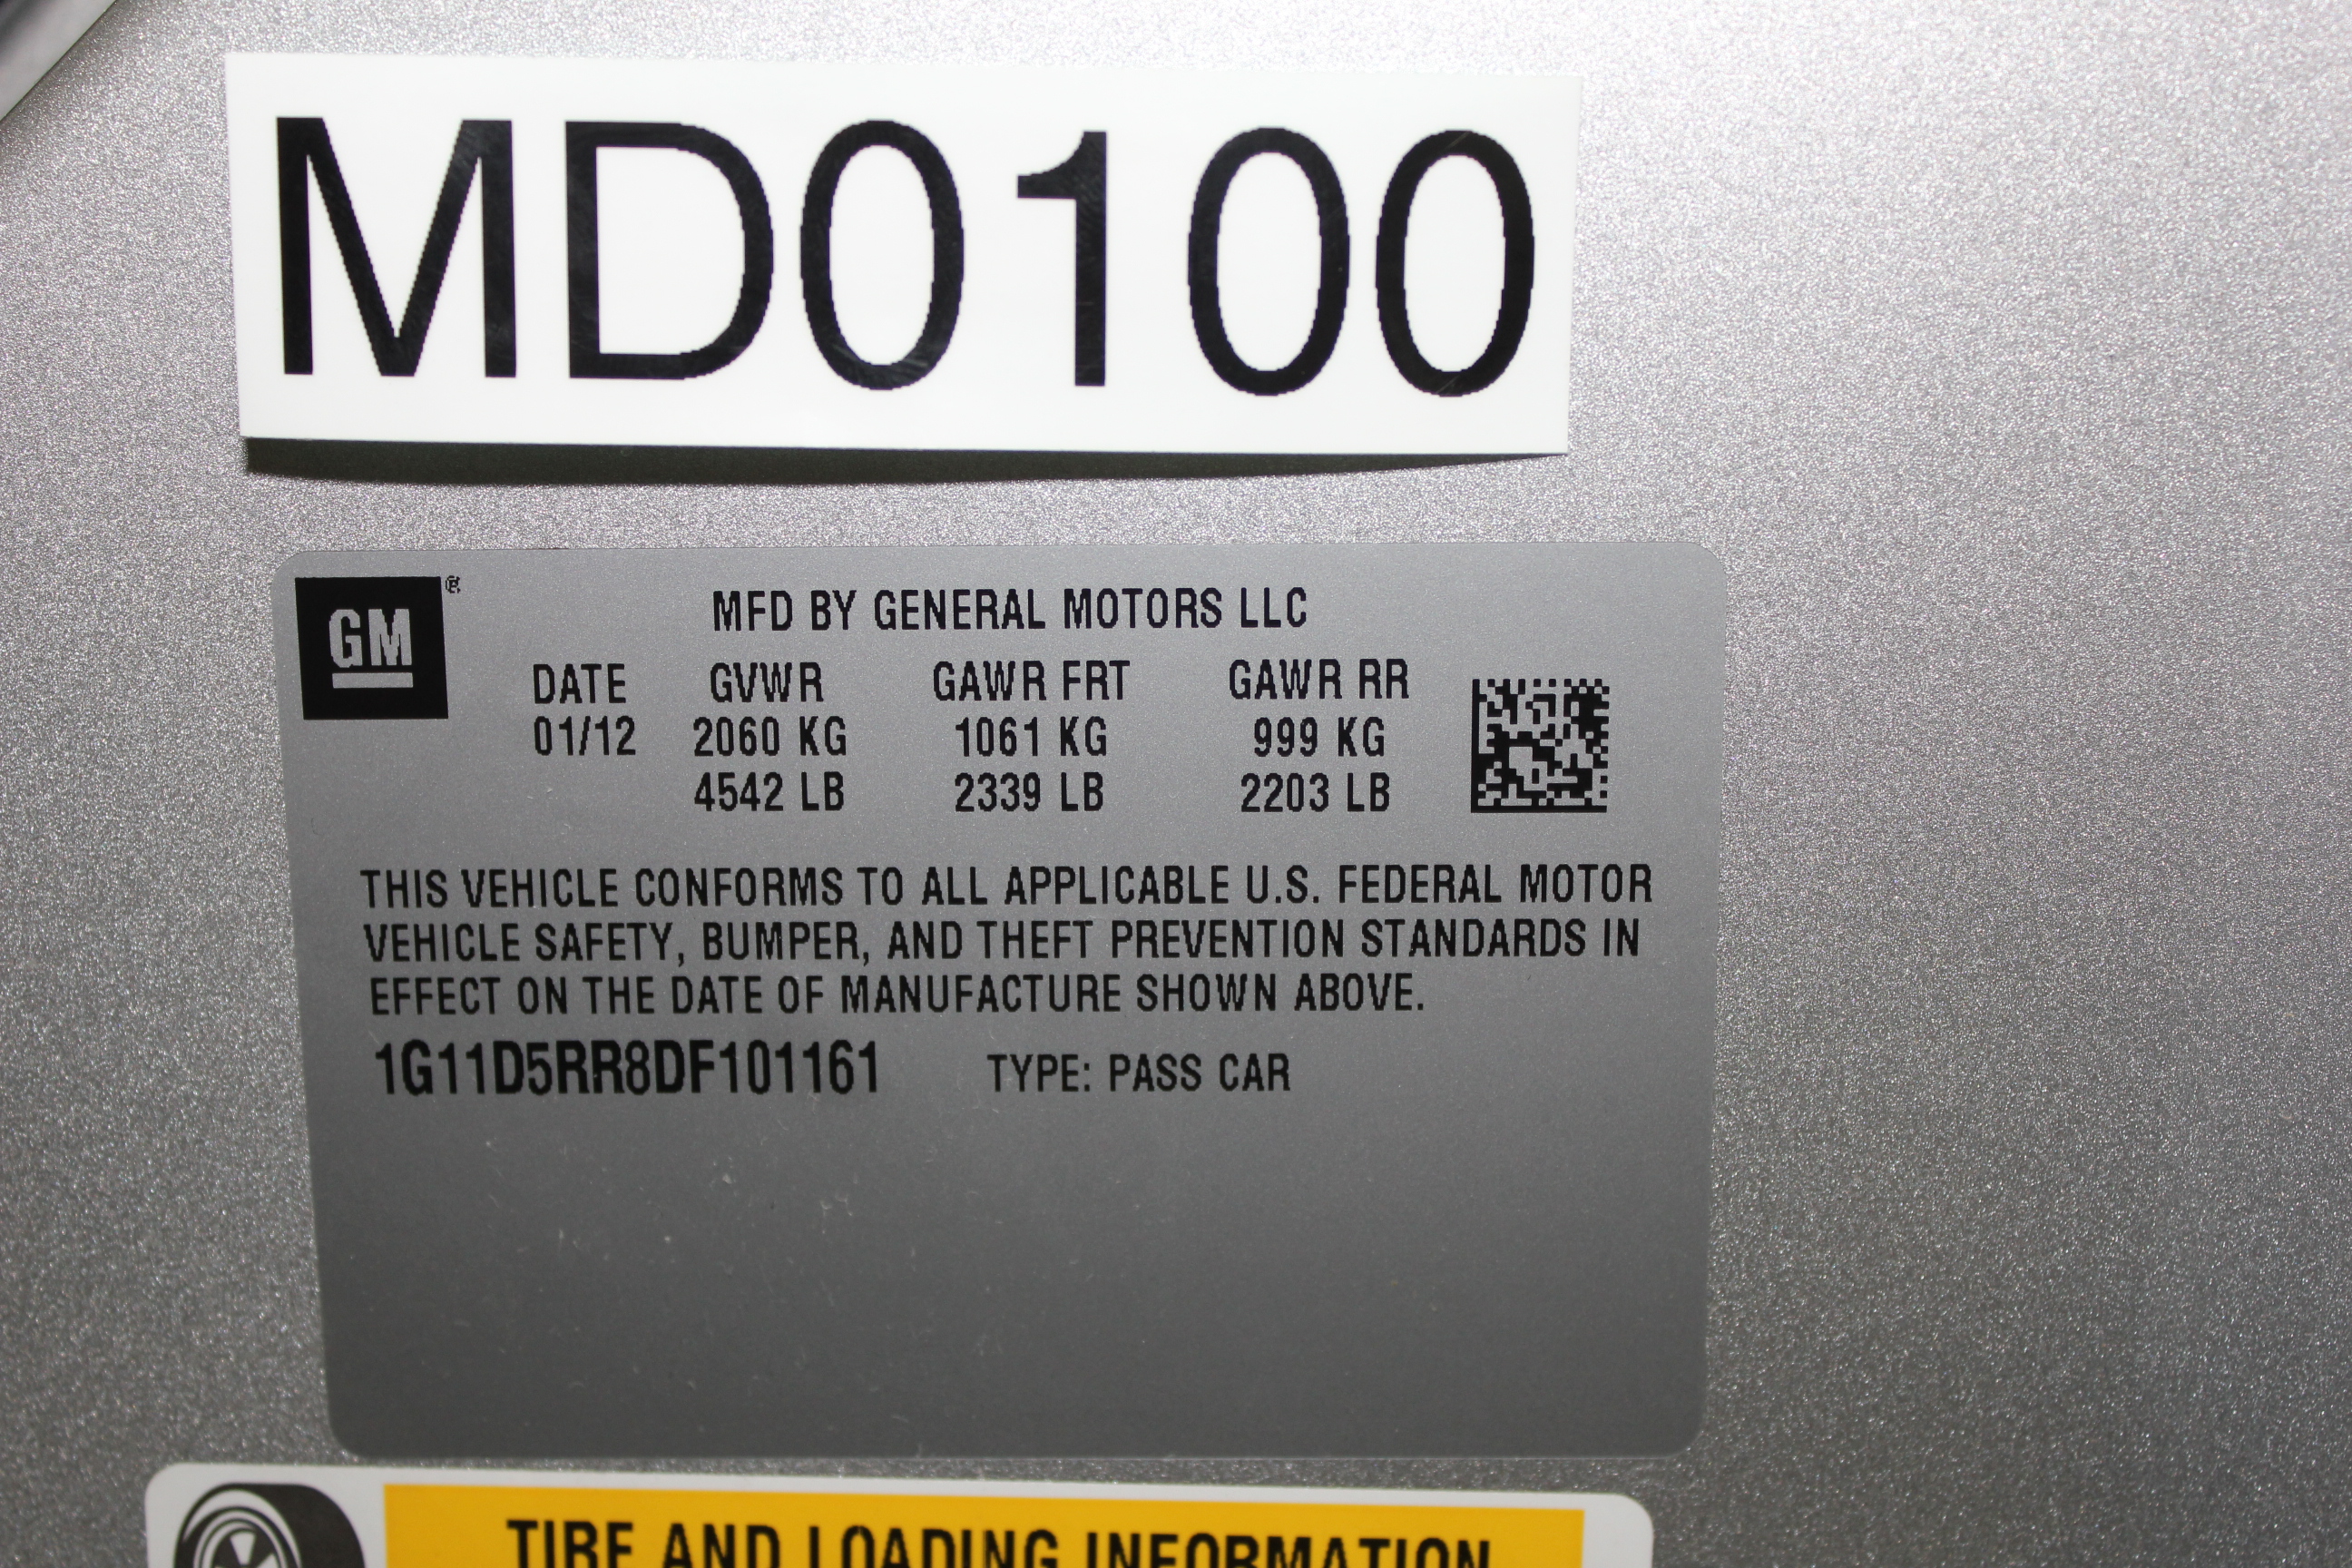 MD0100
GM®
MFD BY GENERAL MOTORS LLC
DATE GVWR GAWR FRT GAWR RR
01/12 2060 KG 1061 KG 999 KG
4542 LB 2339 LB 2203 LB
THIS VEHICLE CONFORMS TO ALL APPLICABLE U.S. FEDERAL MOTOR
VEHICLE SAFETY, BUMPER, AND THEFT PREVENTION STANDARDS IN
EFFECT ON THE DATE OF MANUFACTURE SHOWN ABOVE.
1G11D5RR8DF101161 TYPE: PASS CAR
TIRE AND LOADING INFORMATION